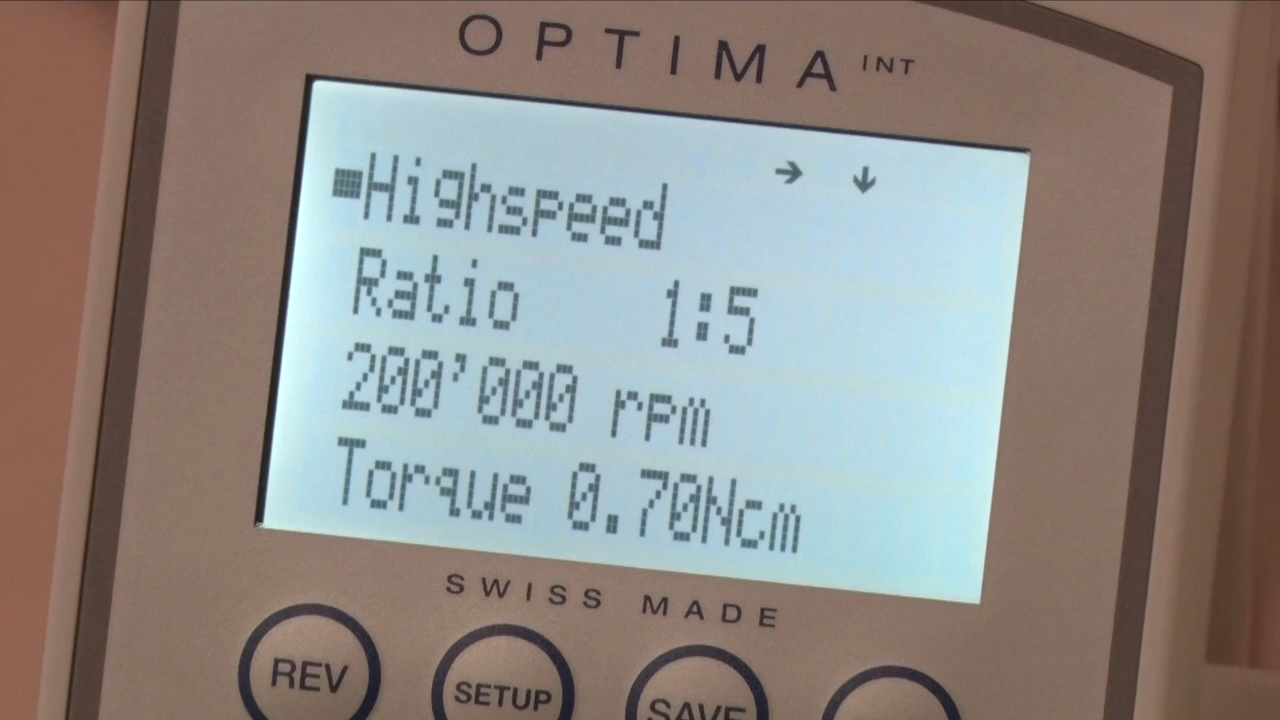 OPTIMA INT
Highspeed
Ratio 1:5
200'000 rpm
Torque 0.70Ncm
SWISS MADE
REV
SETUP
SAVE